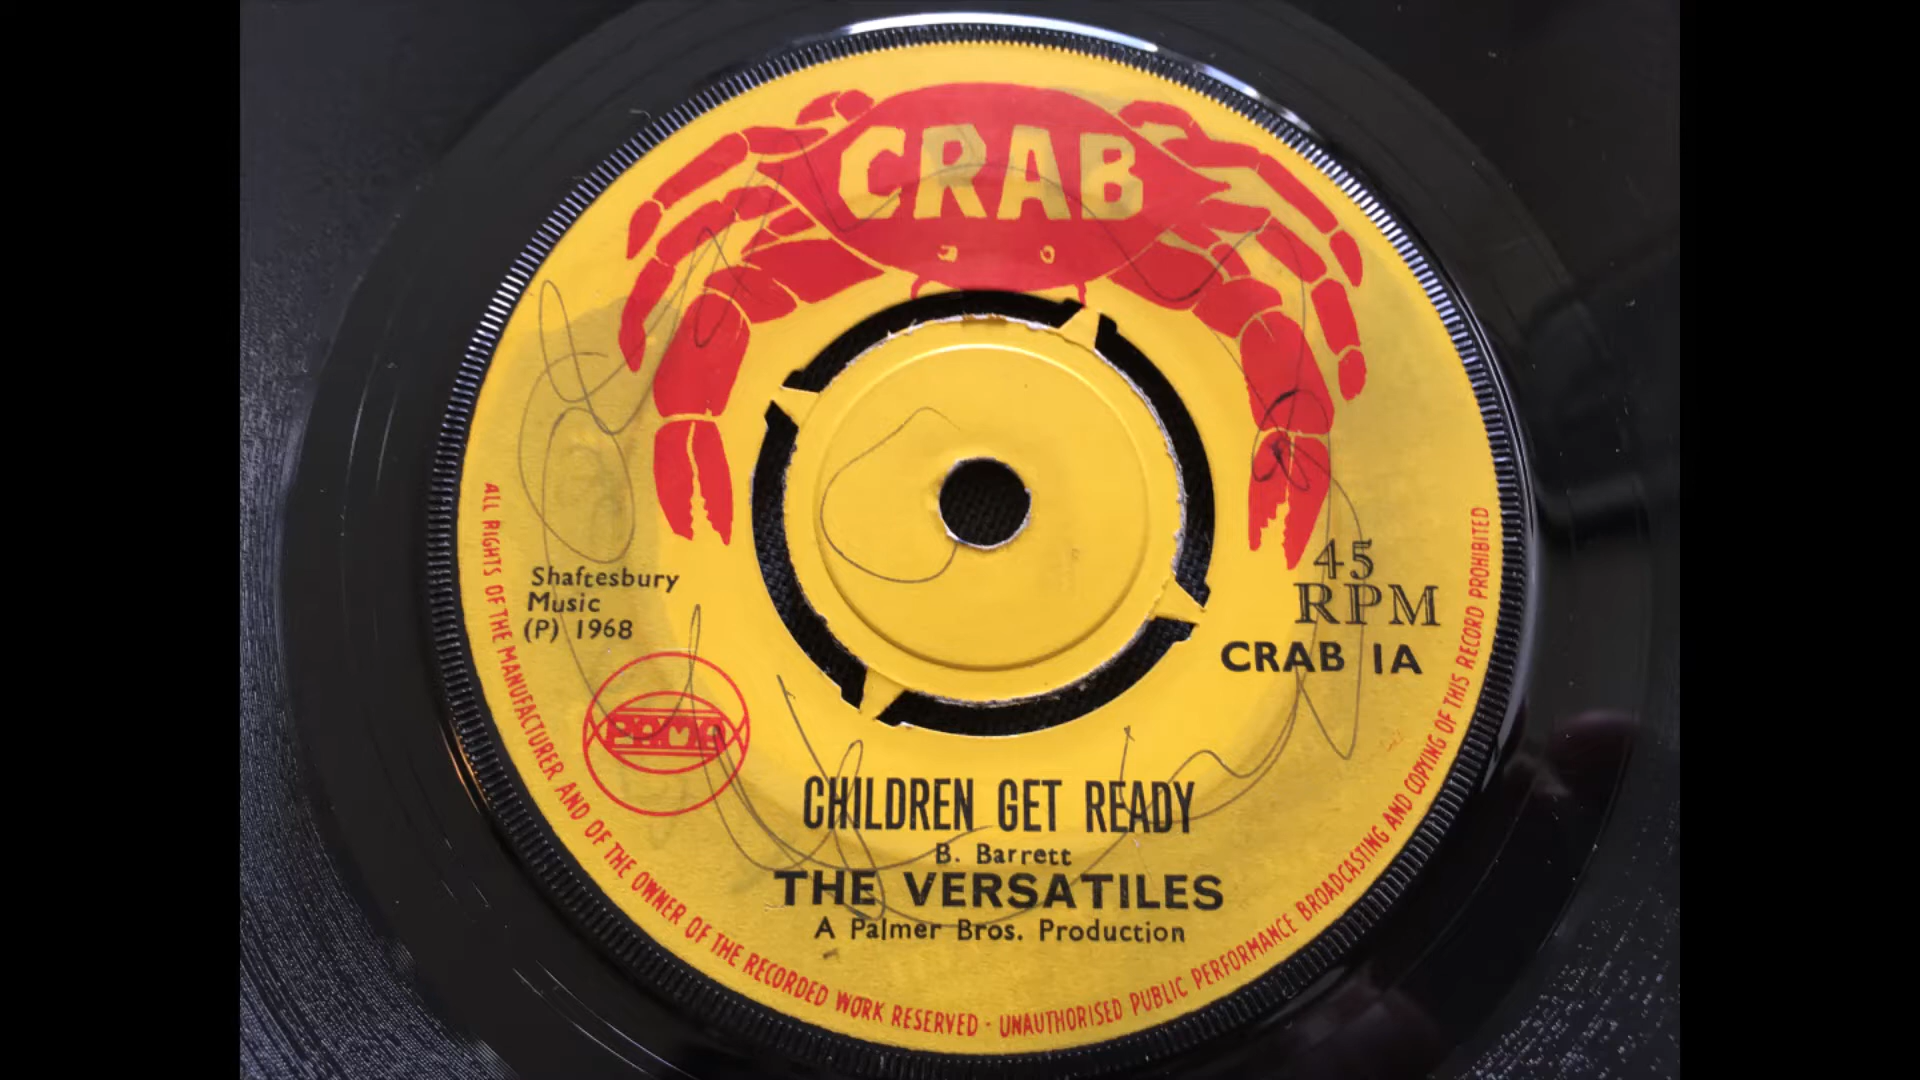 CRAB
Shaftesbury
Music
(P) 1968
45
RPM
CRAB 1A
PAMA
CHILDREN GET READY
B. Barrett
THE VERSATILES
A Palmer Bros. Production
ALL RIGHTS OF THE MANUFACTURER AND OF THE OWNER OF THE RECORDED WORK RESERVED - UNAUTHORISED PUBLIC PERFORMANCE BROADCASTING AND COPYING OF THIS RECORD PROHIBITED